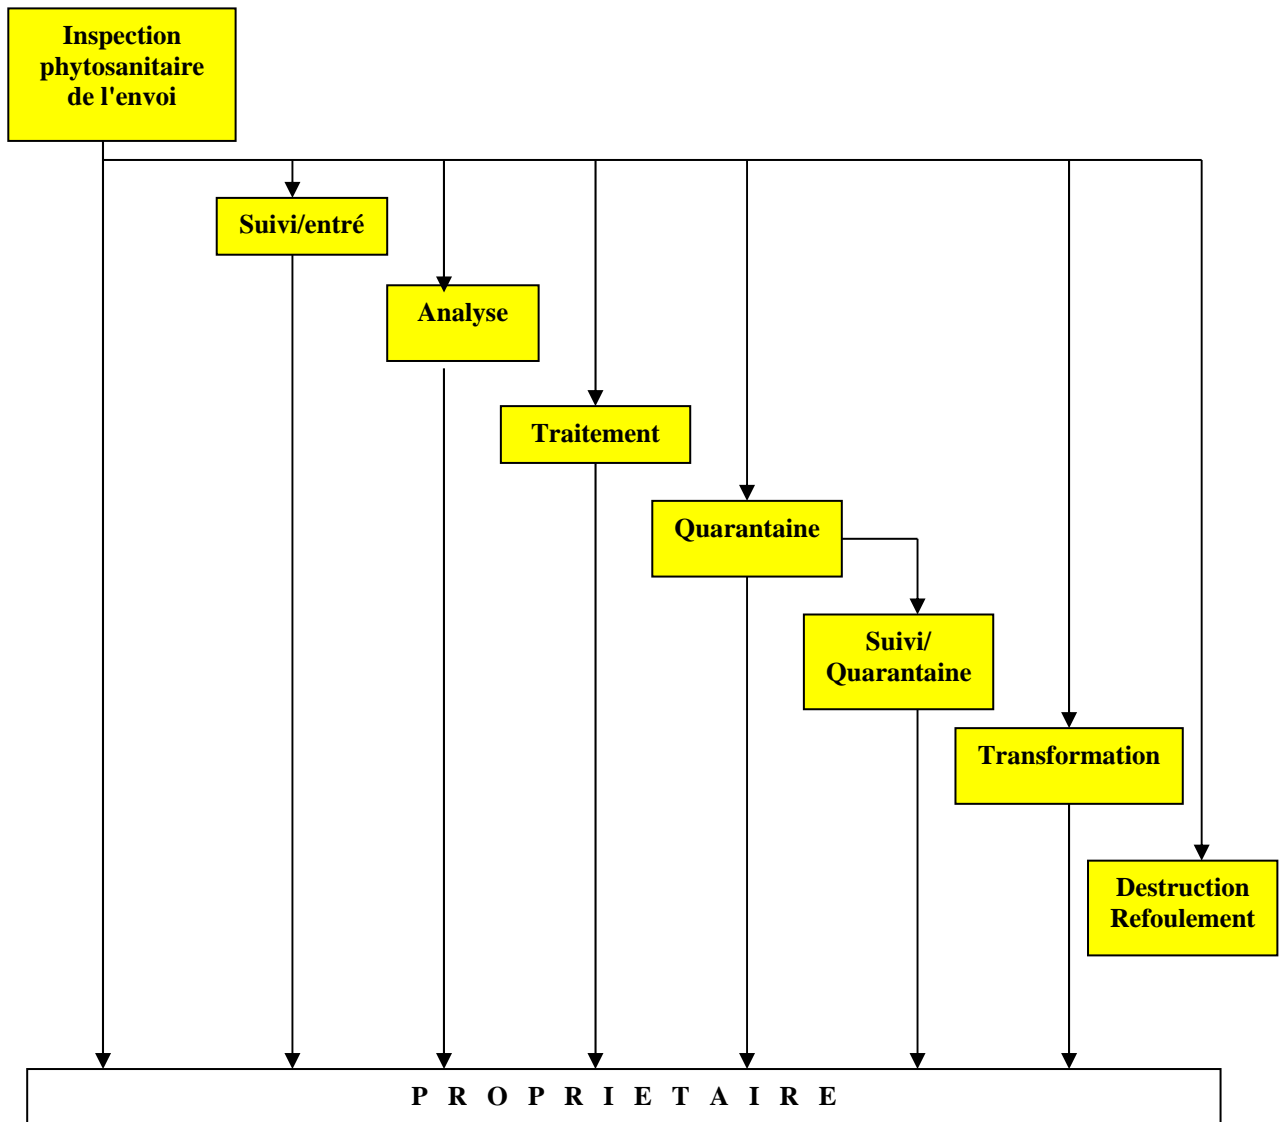 Inspection
phytosanitaire
de l'envoi
Suivi/entré
Analyse
Traitement
Quarantaine
Suivi/
Quarantaine
Transformation
Destruction
Refoulement
P R O P R I E T A I R E